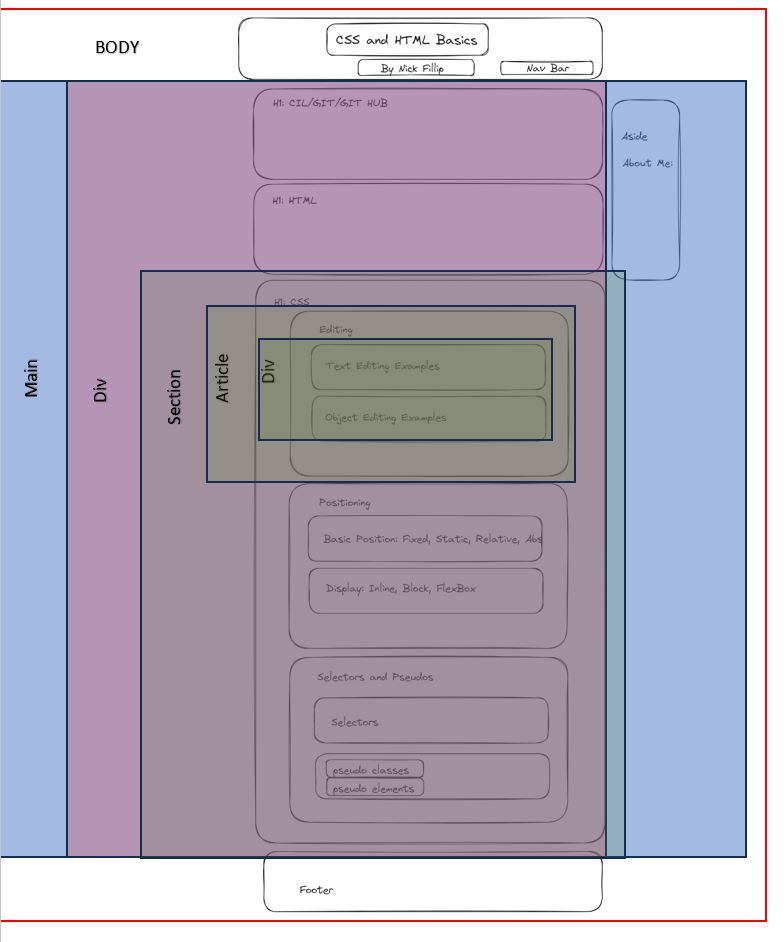 BODY
CSS and HTML Basics
By Nick Fillip
Nav Bar
H1: CIL/GIT/GIT HUB
Aside
About Me:
H1: HTML
H1: CSS
Editing
Text Editing Examples
Object Editing Examples
Main
Div
Section
Article
Div
Positioning
Basic Position: Fixed, Static, Relative, Abs
Display: Inline, Block, FlexBox
Selectors and Pseudos
Selectors
pseudo classes
pseudo elements
Footer